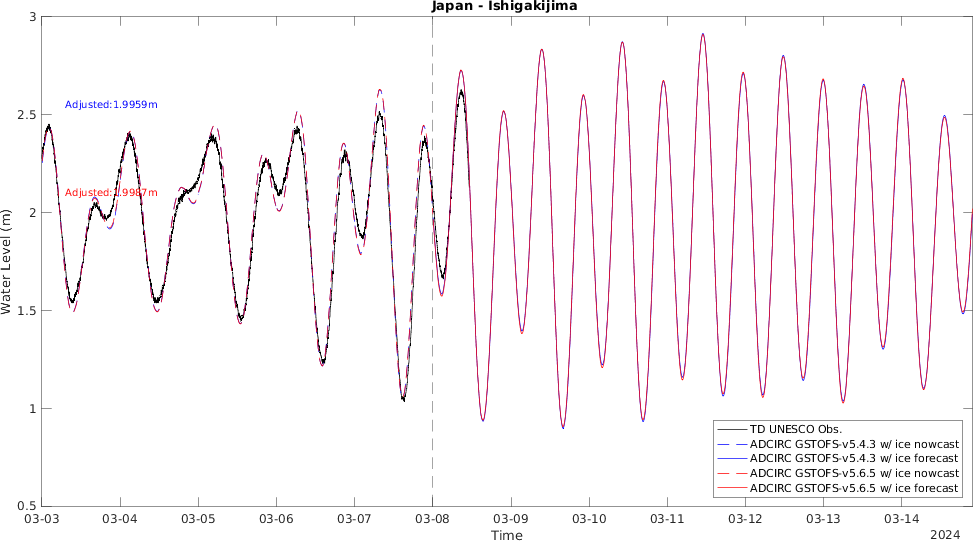 Japan - Ishigakijima
Water Level (m)
3
2.5
2
1.5
1
0.5
Adjusted:1.9959m
Adjusted:1.9987m
TD UNESCO Obs.
ADCIRC GSTOFS-v5.4.3 w/ ice nowcast
ADCIRC GSTOFS-v5.4.3 w/ ice forecast
ADCIRC GSTOFS-v5.6.5 w/ ice nowcast
ADCIRC GSTOFS-v5.6.5 w/ ice forecast
03-03 03-04 03-05 03-06 03-07 03-08 03-09 03-10 03-11 03-12 03-13 03-14
Time
2024